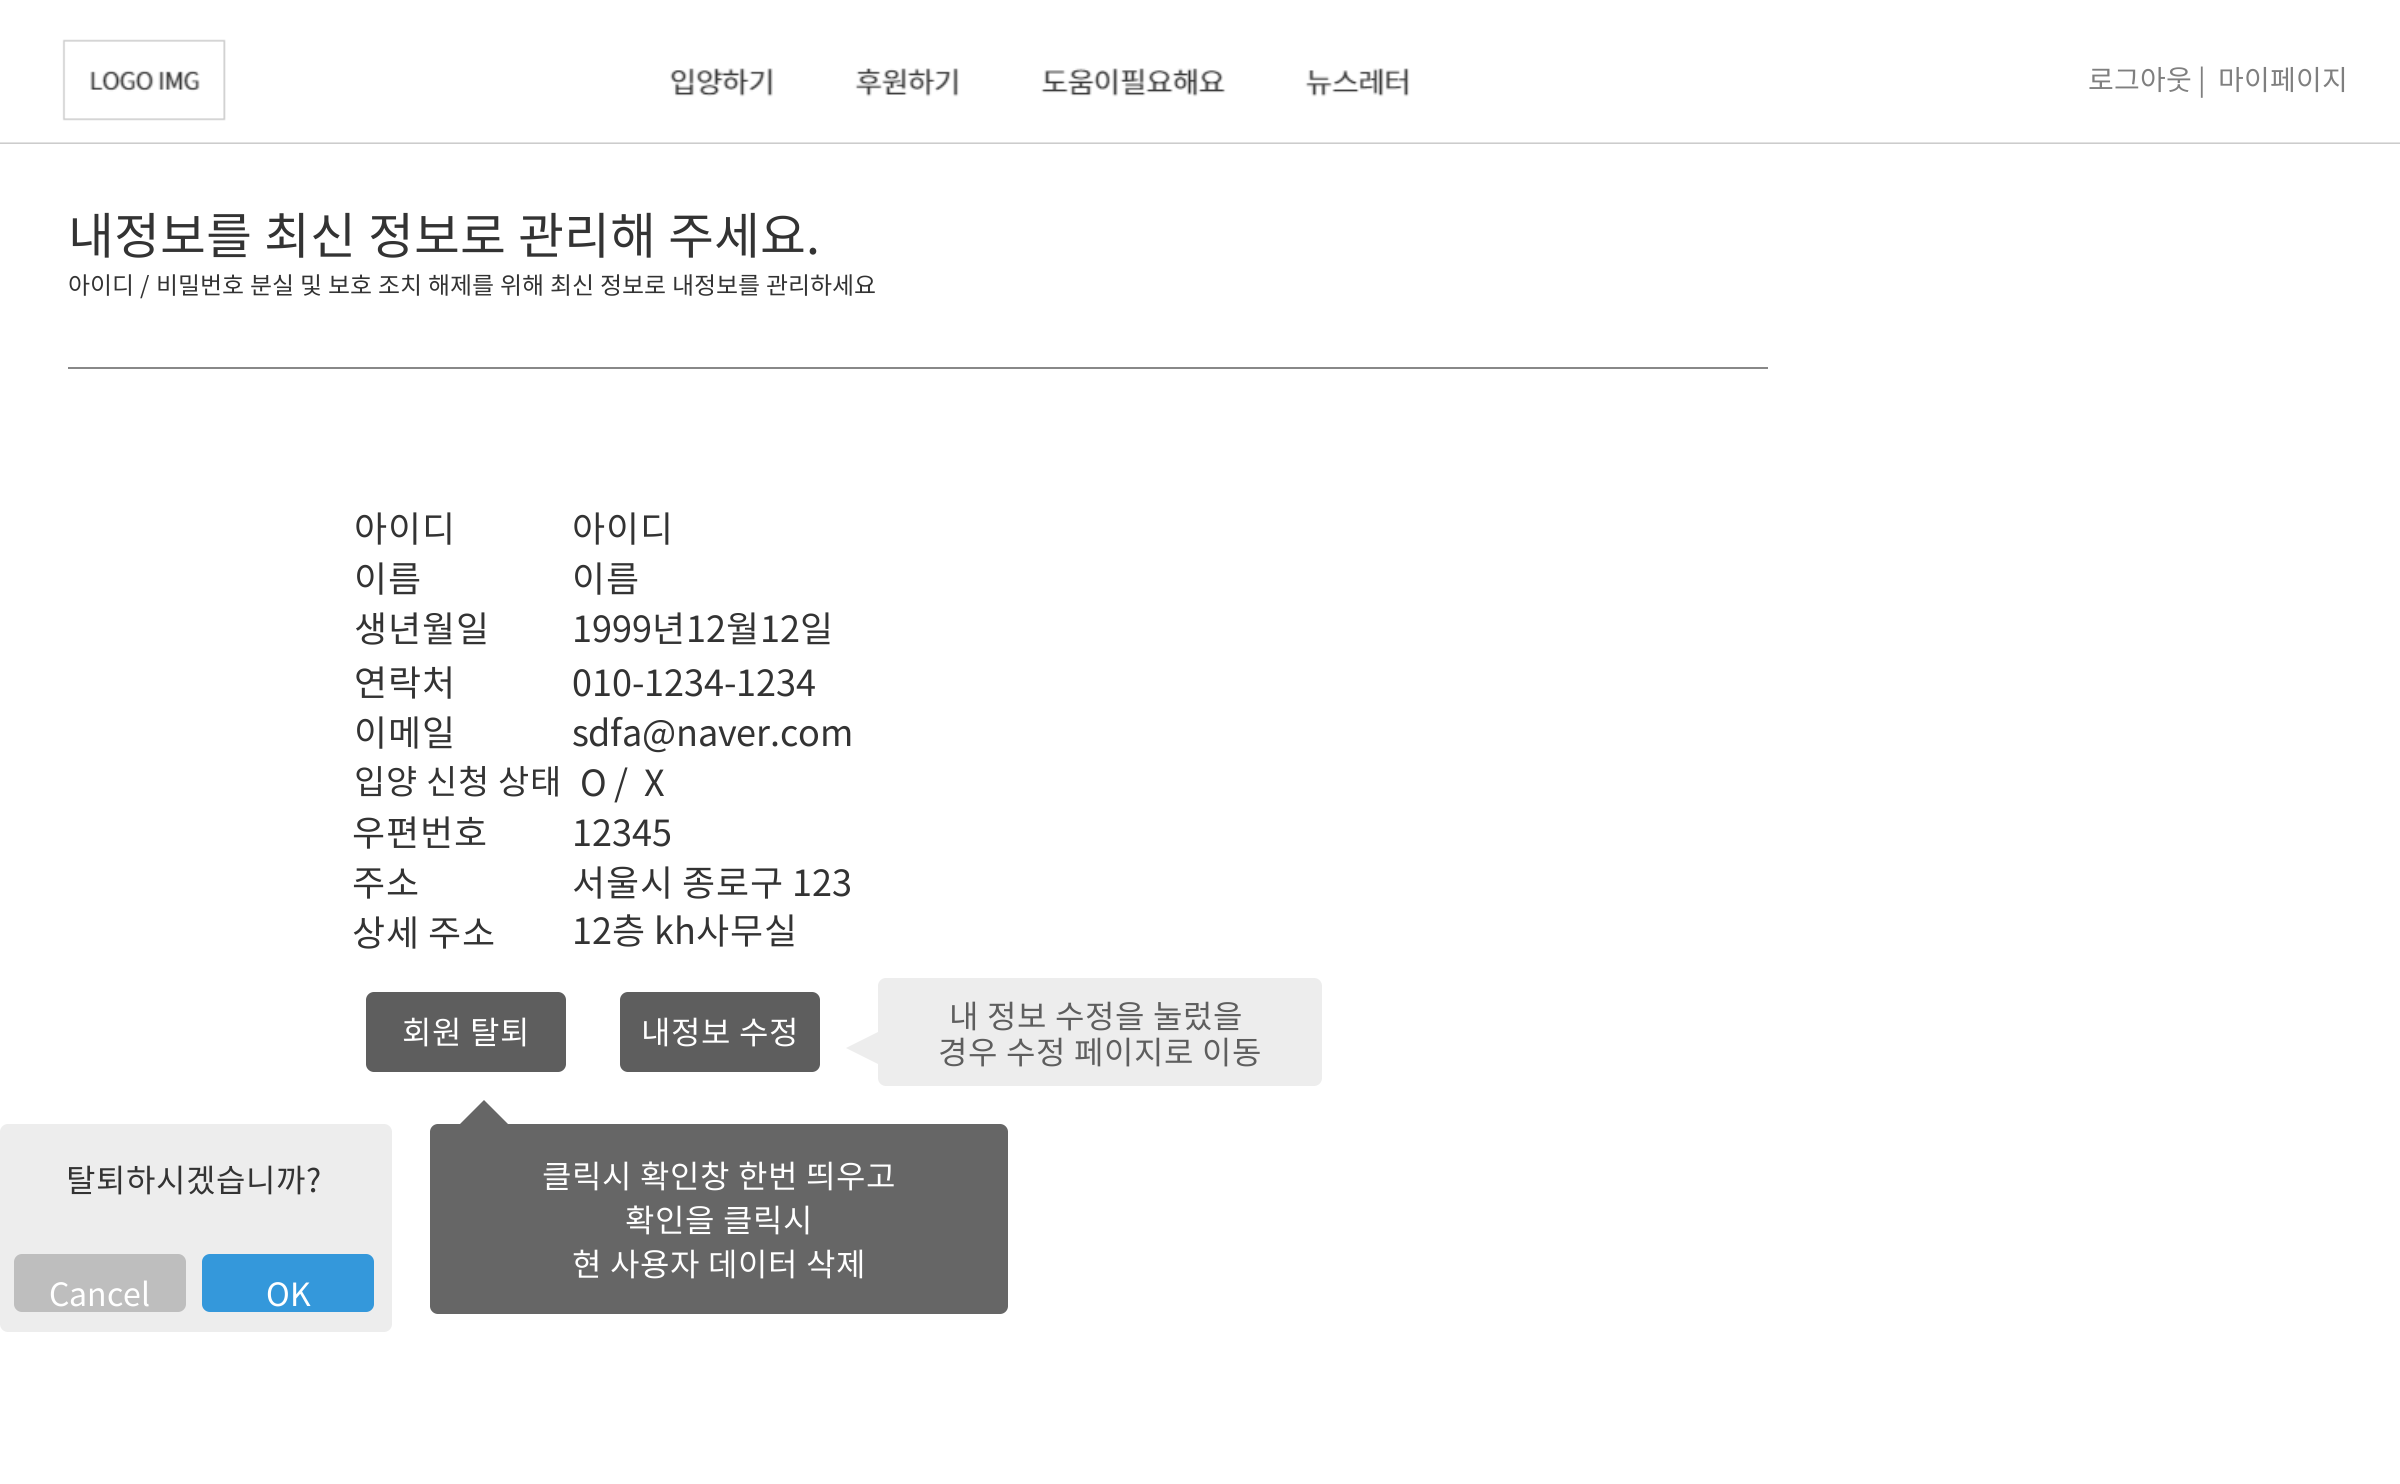 LOGO IMG
입양하기 후원하기 도움이필요해요 뉴스레터
로그아웃 | 마이페이지
내정보를 최신 정보로 관리해 주세요.
아이디 / 비밀번호 분실 및 보호 조치 해제를 위해 최신 정보로 내정보를 관리하세요
아이디 아이디
이름 이름
생년월일 1999년12월12일
연락처 010-1234-1234
이메일 sdfa@naver.com
입양 신청 상태 O / X
우편번호 12345
주소 서울시 종로구 123
상세 주소 12층 kh사무실
회원 탈퇴 내정보 수정
내 정보 수정을 눌렀을
경우 수정 페이지로 이동
탈퇴하시겠습니까?
Cancel OK
클릭시 확인창 한번 띄우고
확인을 클릭시
현 사용자 데이터 삭제